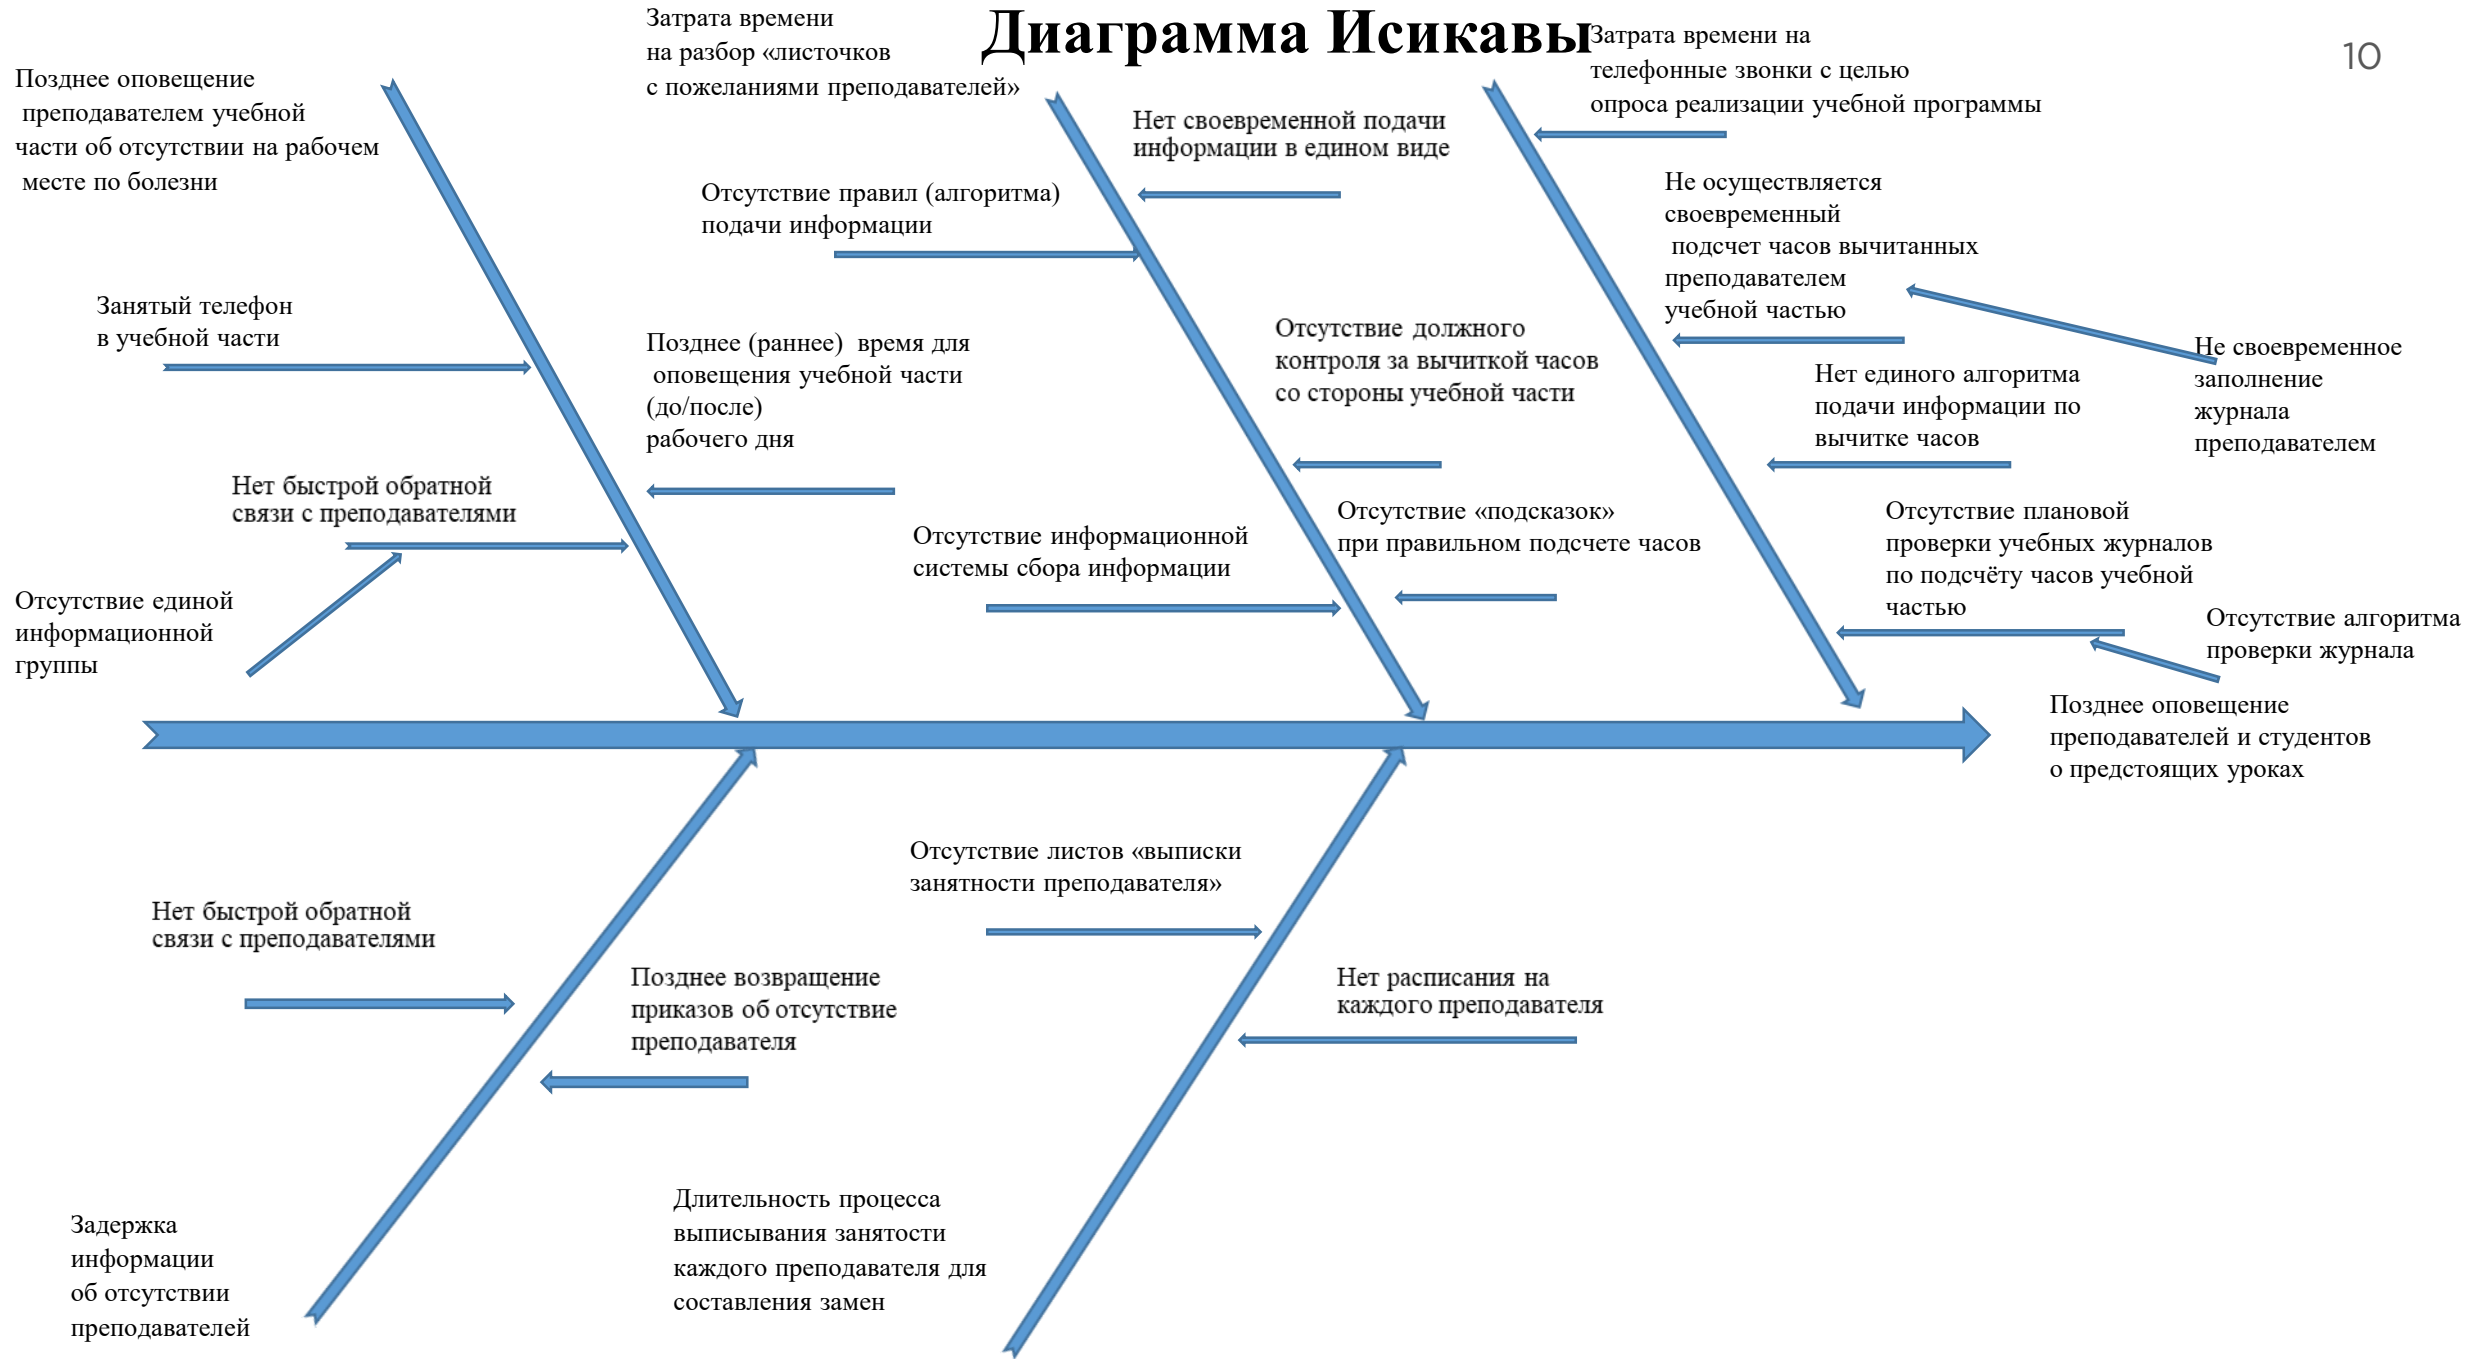 Диаграмма Исикавы
10
Позднее оповещение
преподавателем учебной
части об отсутствии на рабочем
месте по болезни
Затрата времени
на разбор «листочков
с пожеланиями преподавателей»
Затрата времени на
телефонные звонки с целью
опроса реализации учебной программы
Нет своевременной подачи
информации в едином виде
Отсутствие правил (алгоритма)
подачи информации
Не осуществляется
своевременный
подсчет часов вычитанных
преподавателем
учебной частью
Занятый телефон
в учебной части
Позднее (раннее) время для
оповещения учебной части
(до/после)
рабочего дня
Отсутствие должного
контроля за вычиткой часов
со стороны учебной части
Нет единого алгоритма
подачи информации по
вычитке часов
Не своевременное
заполнение
журнала
преподавателем
Нет быстрой обратной
связи с преподавателями
Отсутствие информационной
системы сбора информации
Отсутствие «подсказок»
при правильном подсчете часов
Отсутствие плановой
проверки учебных журналов
по подсчёту часов учебной
частью
Отсутствие единой
информационной
группы
Отсутствие алгоритма
проверки журнала
Позднее оповещение
преподавателей и студентов
о предстоящих уроках
Нет быстрой обратной
связи с преподавателями
Отсутствие листов «выписки
занятности преподавателя»
Позднее возвращение
приказов об отсутствие
преподавателя
Нет расписания на
каждого преподавателя
Задержка
информации
об отсутствии
преподавателей
Длительность процесса
выписывания занятости
каждого преподавателя для
составления замен